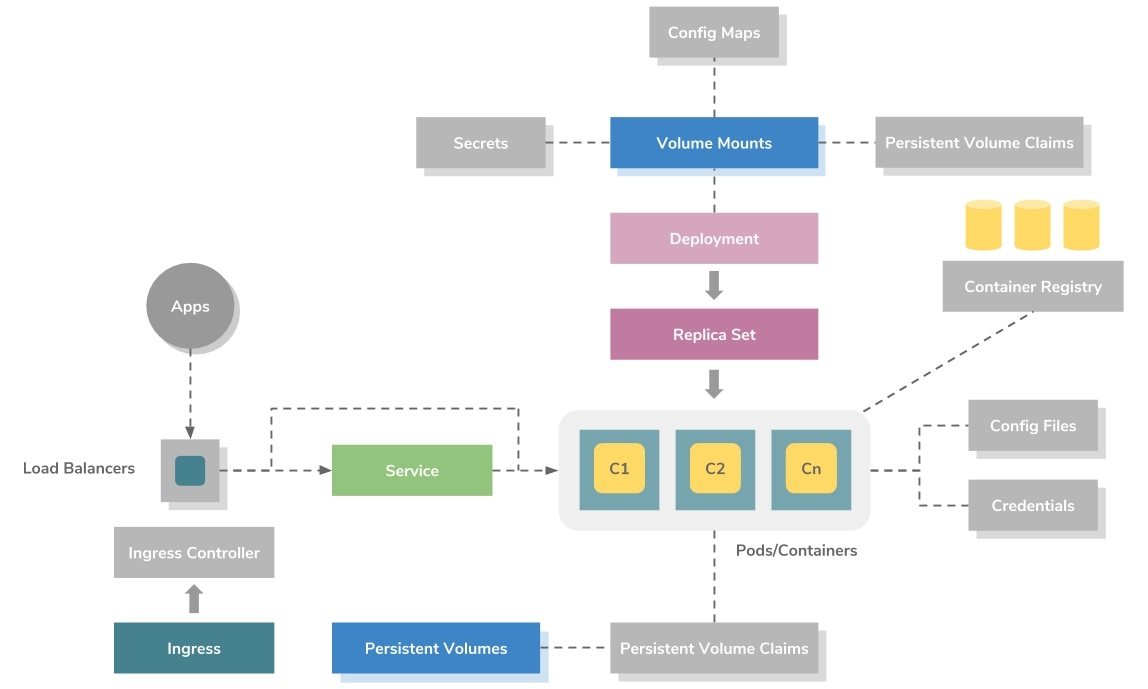 Config Maps
Secrets
Volume Mounts
Persistent Volume Claims
Deployment
Container Registry
Apps
Replica Set
Config Files
Load Balancers
Service
C1
C2
Cn
Credentials
Ingress Controller
Pods/Containers
Ingress
Persistent Volumes
Persistent Volume Claims